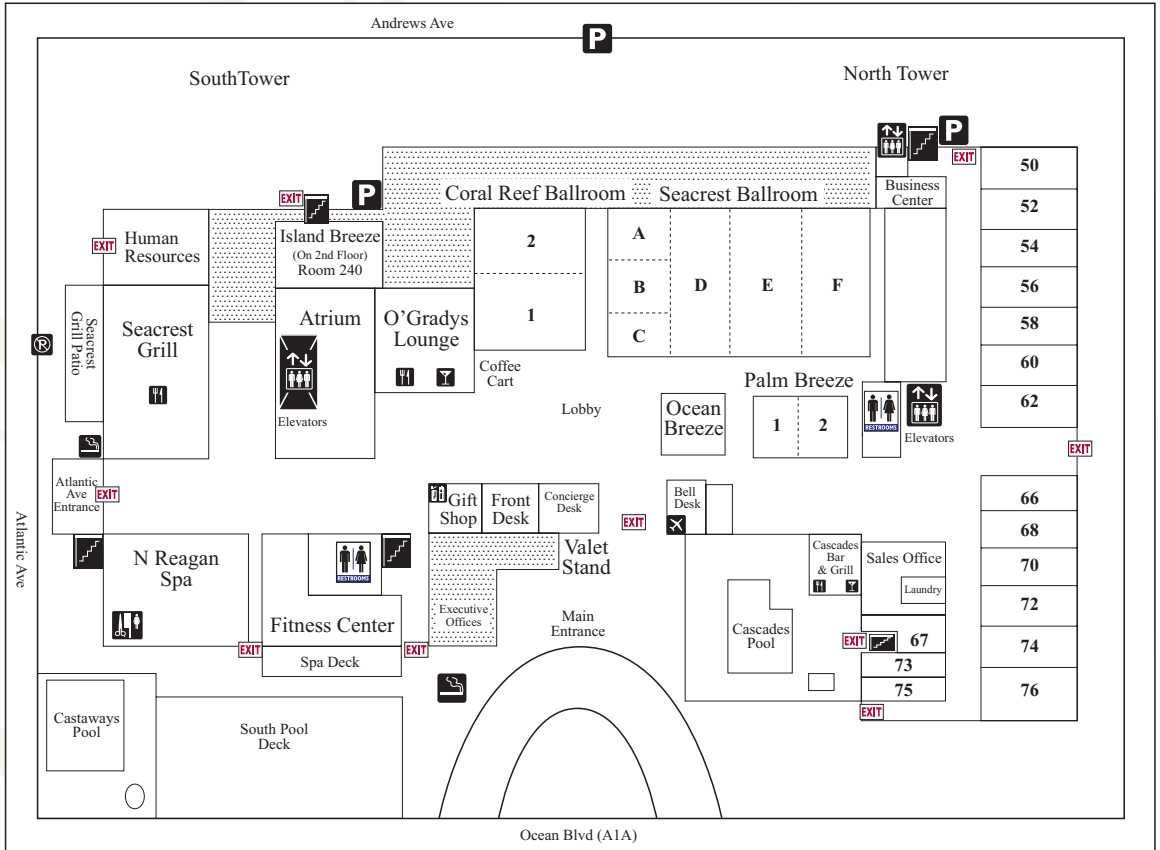 Andrews Ave
P
SouthTower
North Tower
P
EXIT
50
Business
Center
52
54
56
58
60
62
EXIT
P
Coral Reef Ballroom
Seacrest Ballroom
EXIT
Human
Resources
Island Breeze
(On 2nd Floor)
Room 240
2
1
A
B
C
D
E
F
Seacrest
Grill Patio
Seacrest
Grill
Atrium
O'Gradys
Lounge
Coffee
Cart
Elevators
R
Lobby
Palm Breeze
Ocean
Breeze
1
2
RESTROOMS
Elevators
EXIT
Atlantic
Ave
Entrance
EXIT
Gift
Shop
Front
Desk
Concierge
Desk
EXIT
Bell
Desk
66
68
70
72
74
76
Atlantic Ave
N Reagan
Spa
RESTROOMS
Valet
Stand
Cascades
Bar
& Grill
Sales Office
Laundry
Executive
Offices
Fitness Center
EXIT
Spa Deck
EXIT
Main
Entrance
Cascades
Pool
EXIT
67
73
75
EXIT
Castaways
Pool
South Pool
Deck
Ocean Blvd (A1A)